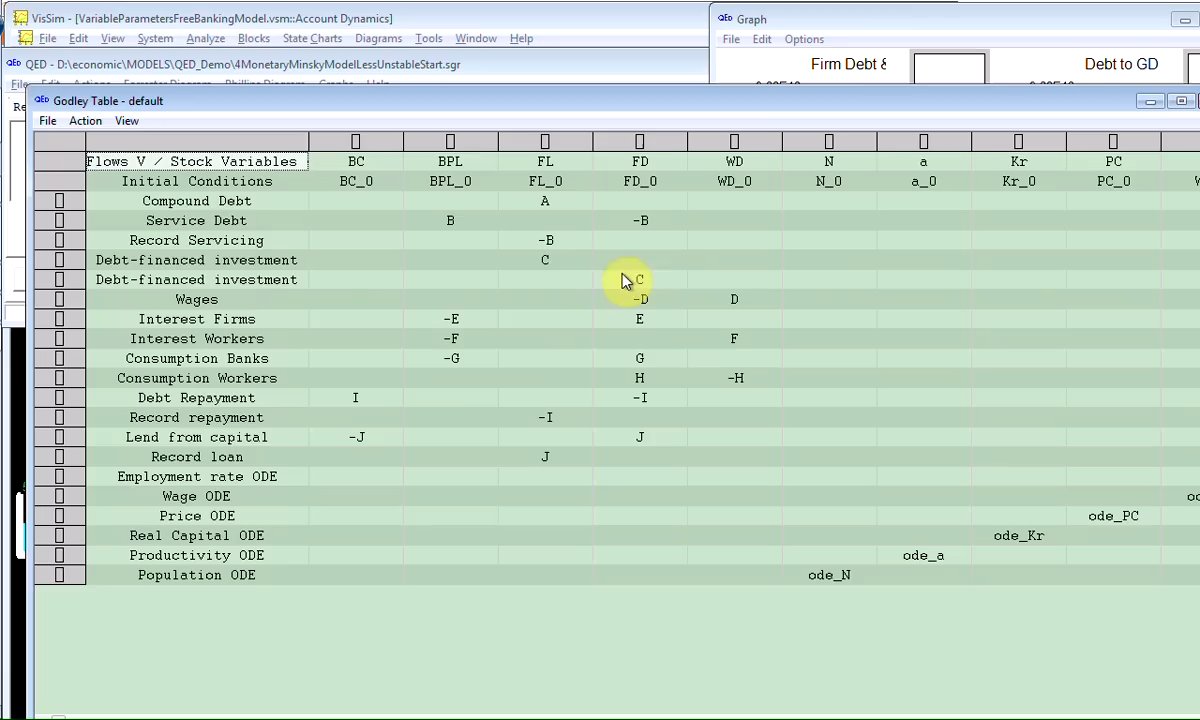 VisSim - [VariableParametersFreeBankingModel.vsm::Account Dynamics]
File Edit View System Analyze Blocks State Charts Diagrams Tools Window Help
QED - D:\economic\MODELS\QED_Demo\4MonetaryMinskyModelLessUnstableStart.sgr
QED Graph
File Edit Options
Firm Debt & Debt to GD
QED Godley Table - default
File Action View
Flows V / Stock Variables BC BPL FL FD WD N a Kr PC
Initial Conditions BC_0 BPL_0 FL_0 FD_0 WD_0 N_0 a_0 Kr_0 PC_0
Compound Debt A
Service Debt B -B
Record Servicing -B
Debt-financed investment C
Debt-financed investment C
Wages -D D
Interest Firms -E E
Interest Workers -F F
Consumption Banks -G G
Consumption Workers H -H
Debt Repayment I -I
Record repayment -I
Lend from capital -J J
Record loan J
Employment rate ODE
Wage ODE
Price ODE ode_PC
Real Capital ODE ode_Kr
Productivity ODE ode_a
Population ODE ode_N